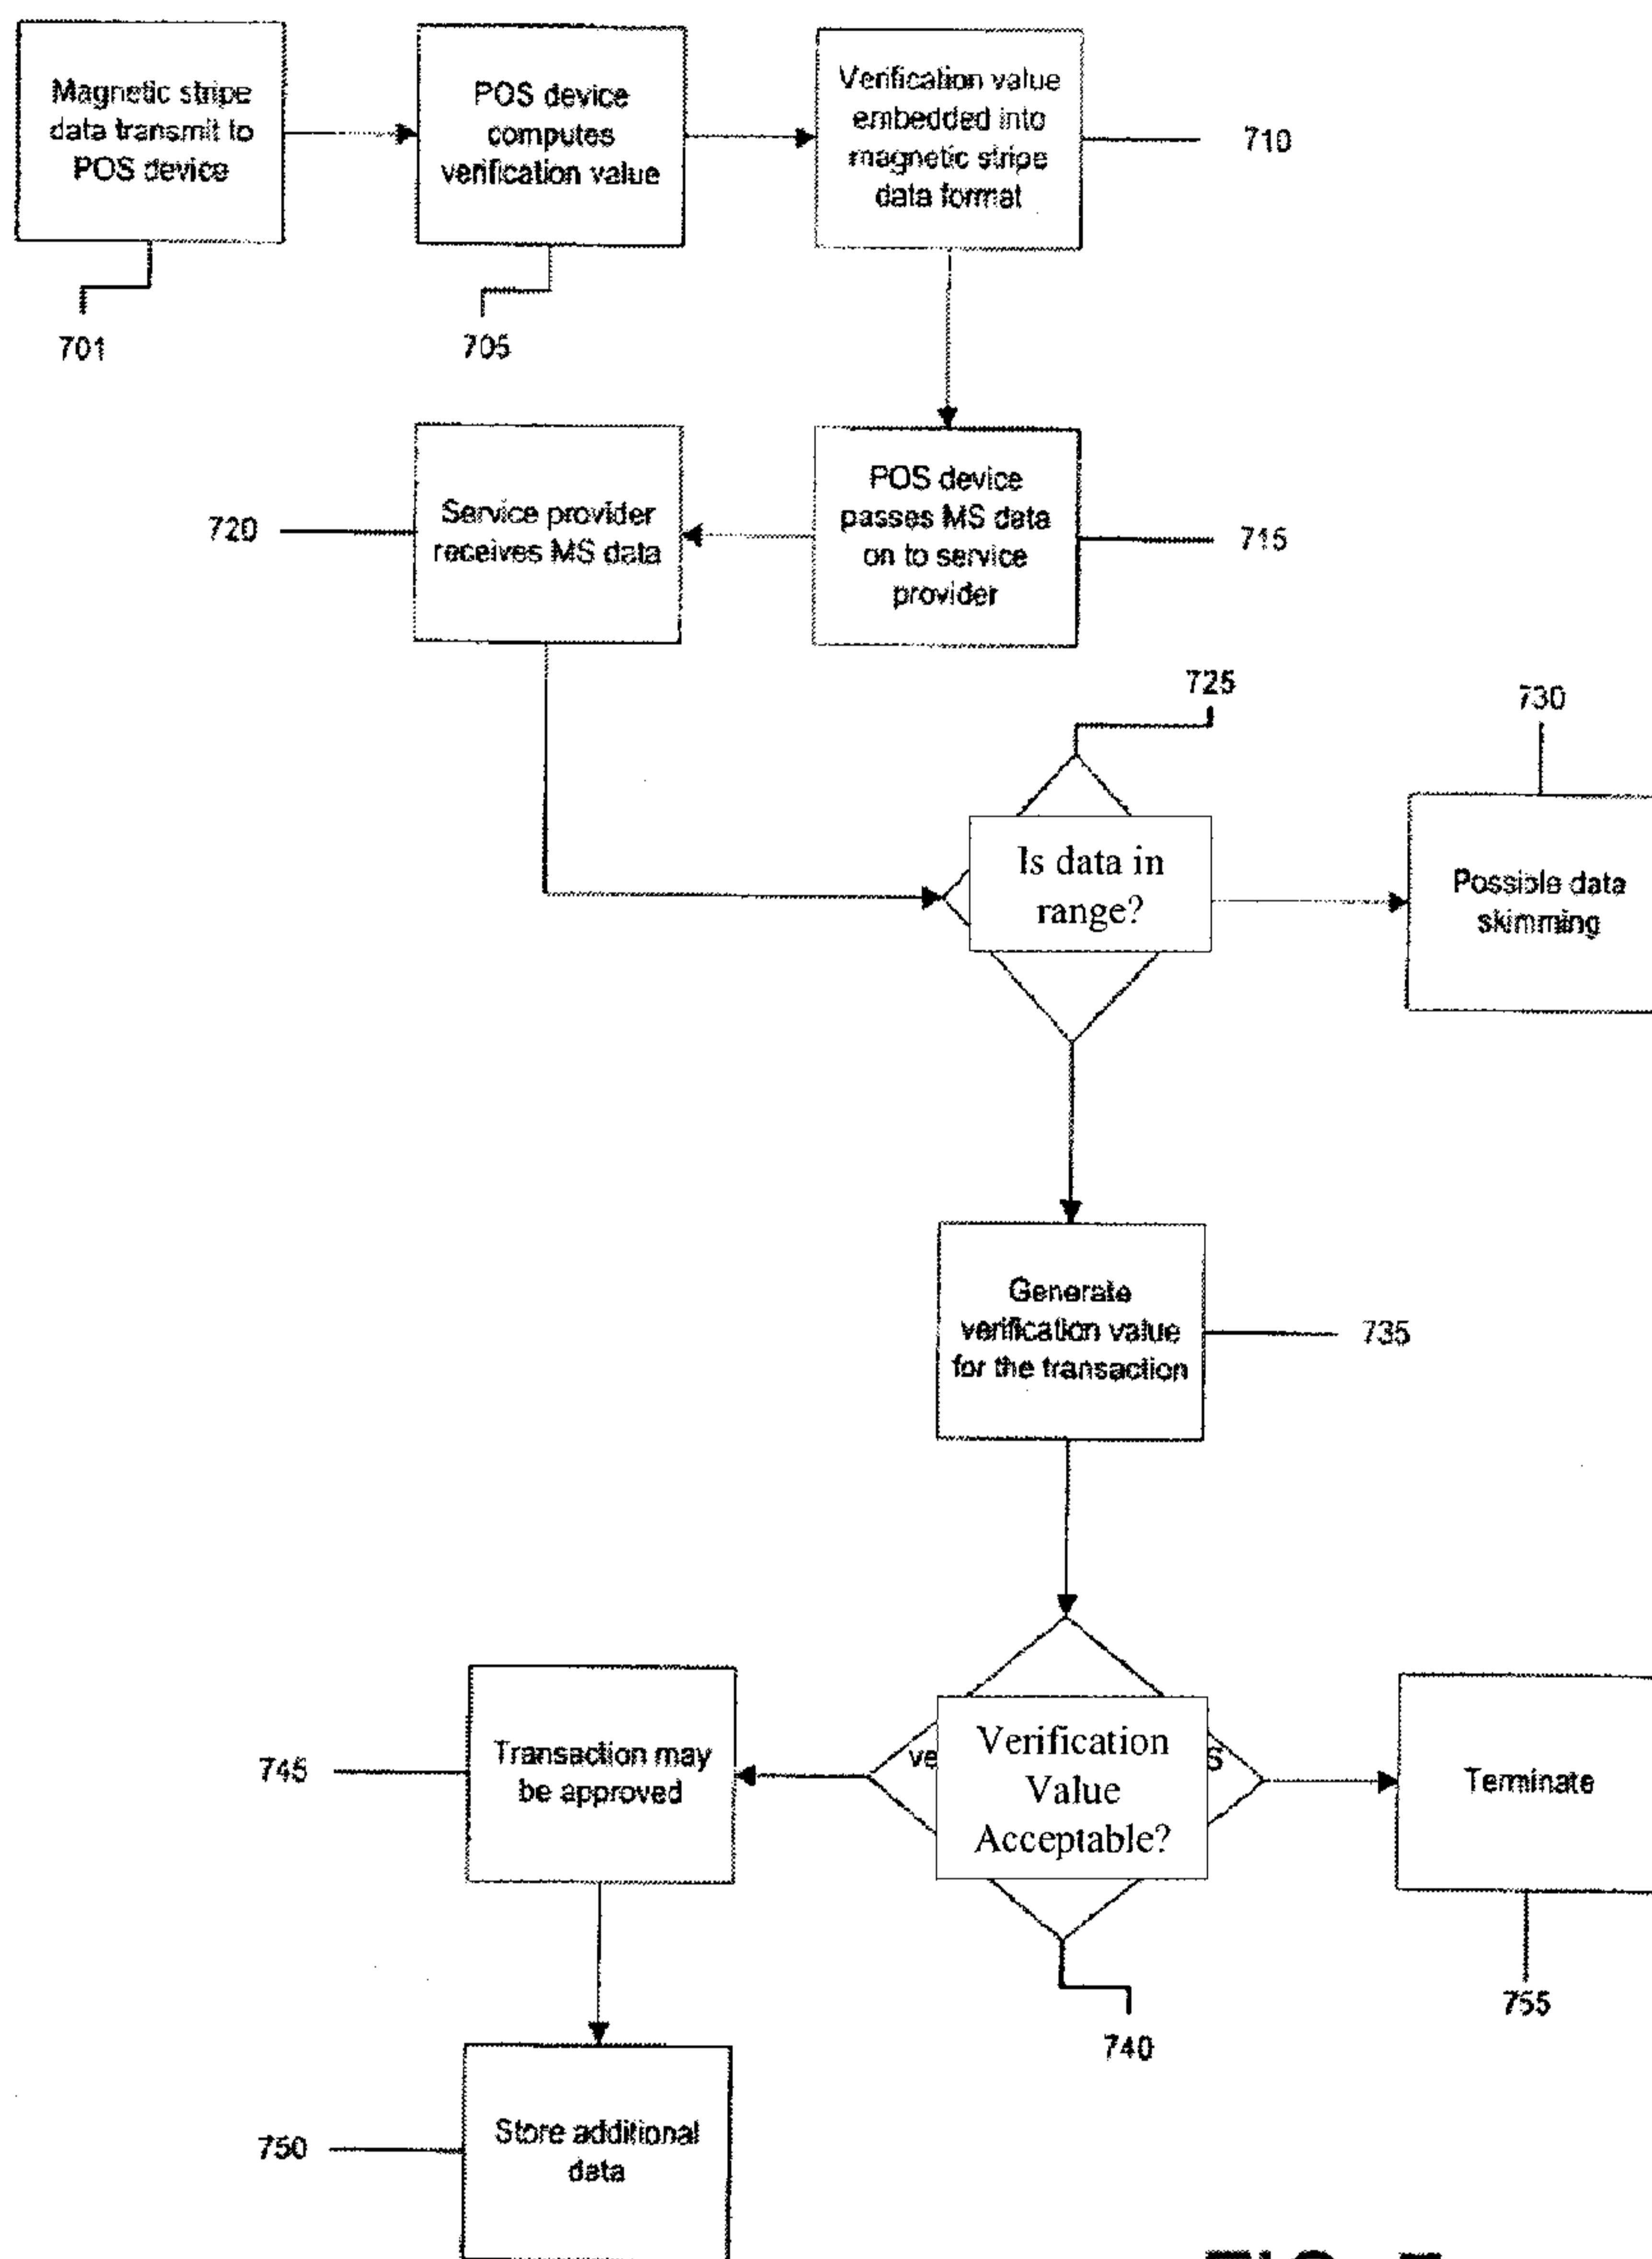 Magnetic stripe
data transmit to
POS device
701
POS device
computes
verification value
705
Verification value
embedded into
magnetic stripe
data format
710
POS device
passes MS data
on to service
provider
715
Service provider
receives MS data
720
725
Is data in
range?
730
Possible data
skimming
Generate
verification value
for the transaction
735
Verification
Value
Acceptable?
740
Transaction may
be approved
745
Terminate
755
Store additional
data
750